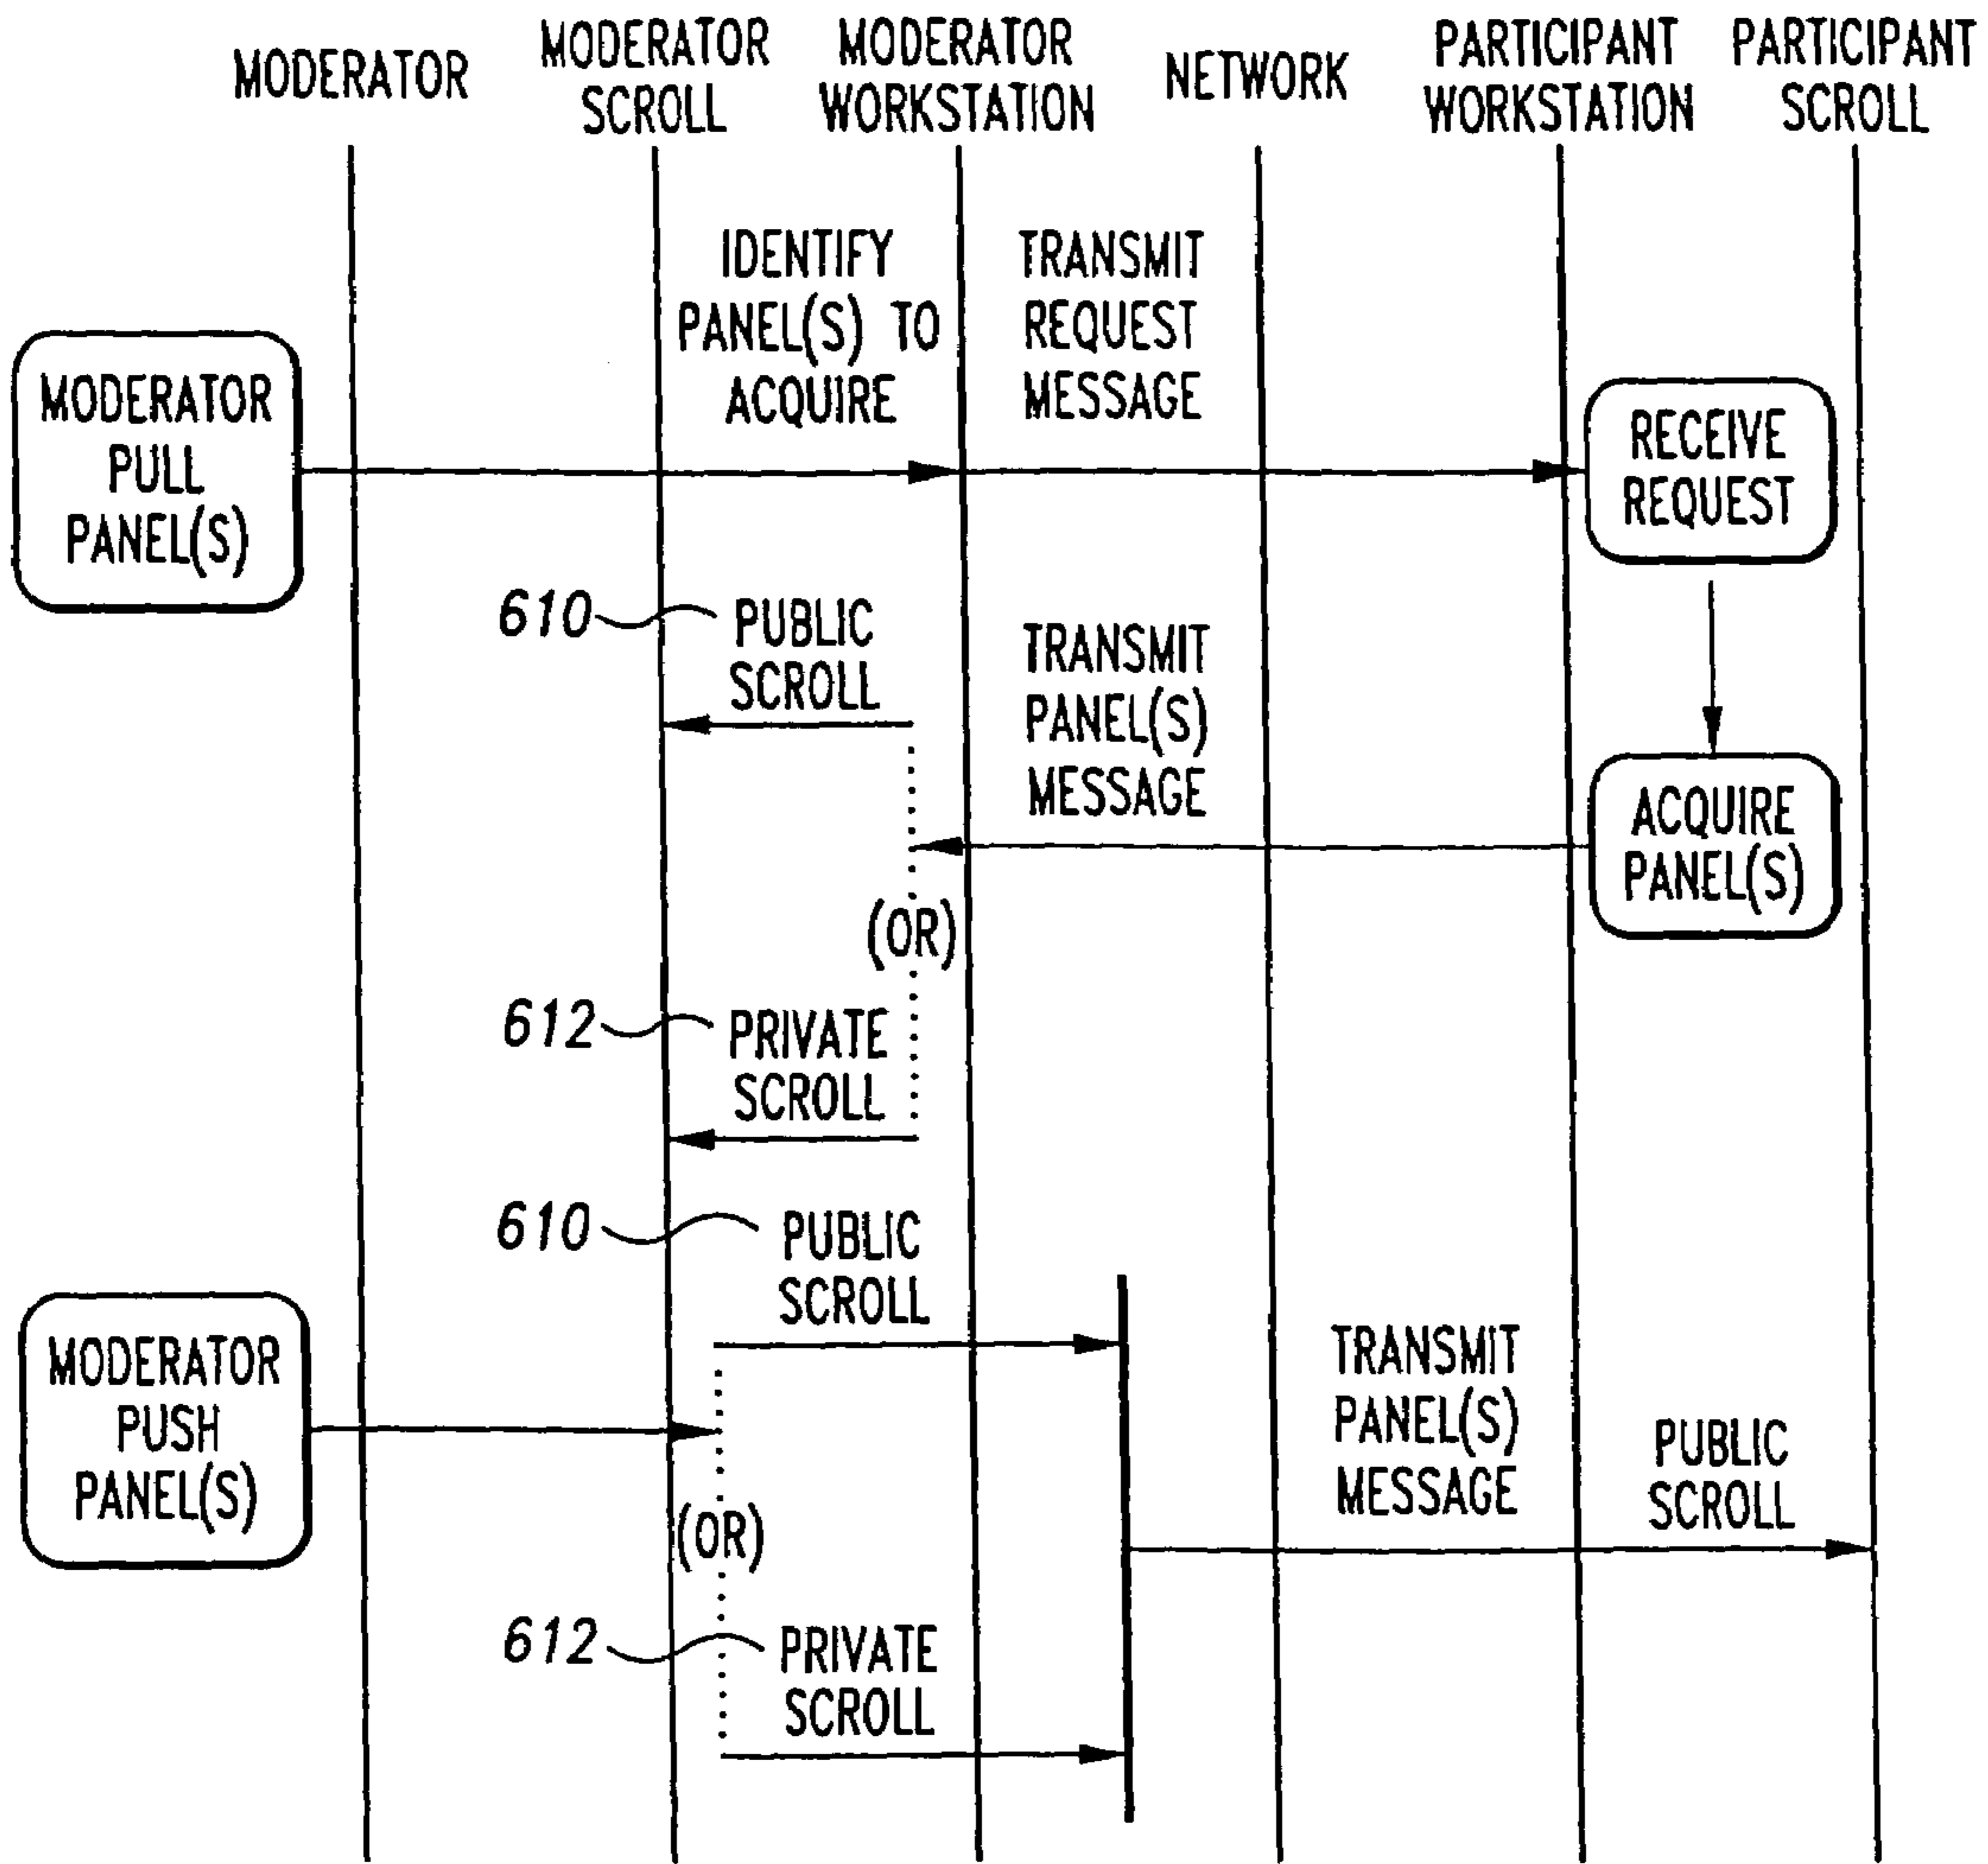 MODERATOR
MODERATOR
SCROLL
MODERATOR
WORKSTATION
NETWORK
PARTICIPANT
WORKSTATION
PARTICIPANT
SCROLL
MODERATOR
PULL
PANEL(S)
IDENTIFY
PANEL(S) TO
ACQUIRE
TRANSMIT
REQUEST
MESSAGE
RECEIVE
REQUEST
610
PUBLIC
SCROLL
TRANSMIT
PANEL(S)
MESSAGE
ACQUIRE
PANEL(S)
(OR)
612
PRIVATE
SCROLL
610
PUBLIC
SCROLL
MODERATOR
PUSH
PANEL(S)
(OR)
TRANSMIT
PANEL(S)
MESSAGE
PUBLIC
SCROLL
612
PRIVATE
SCROLL